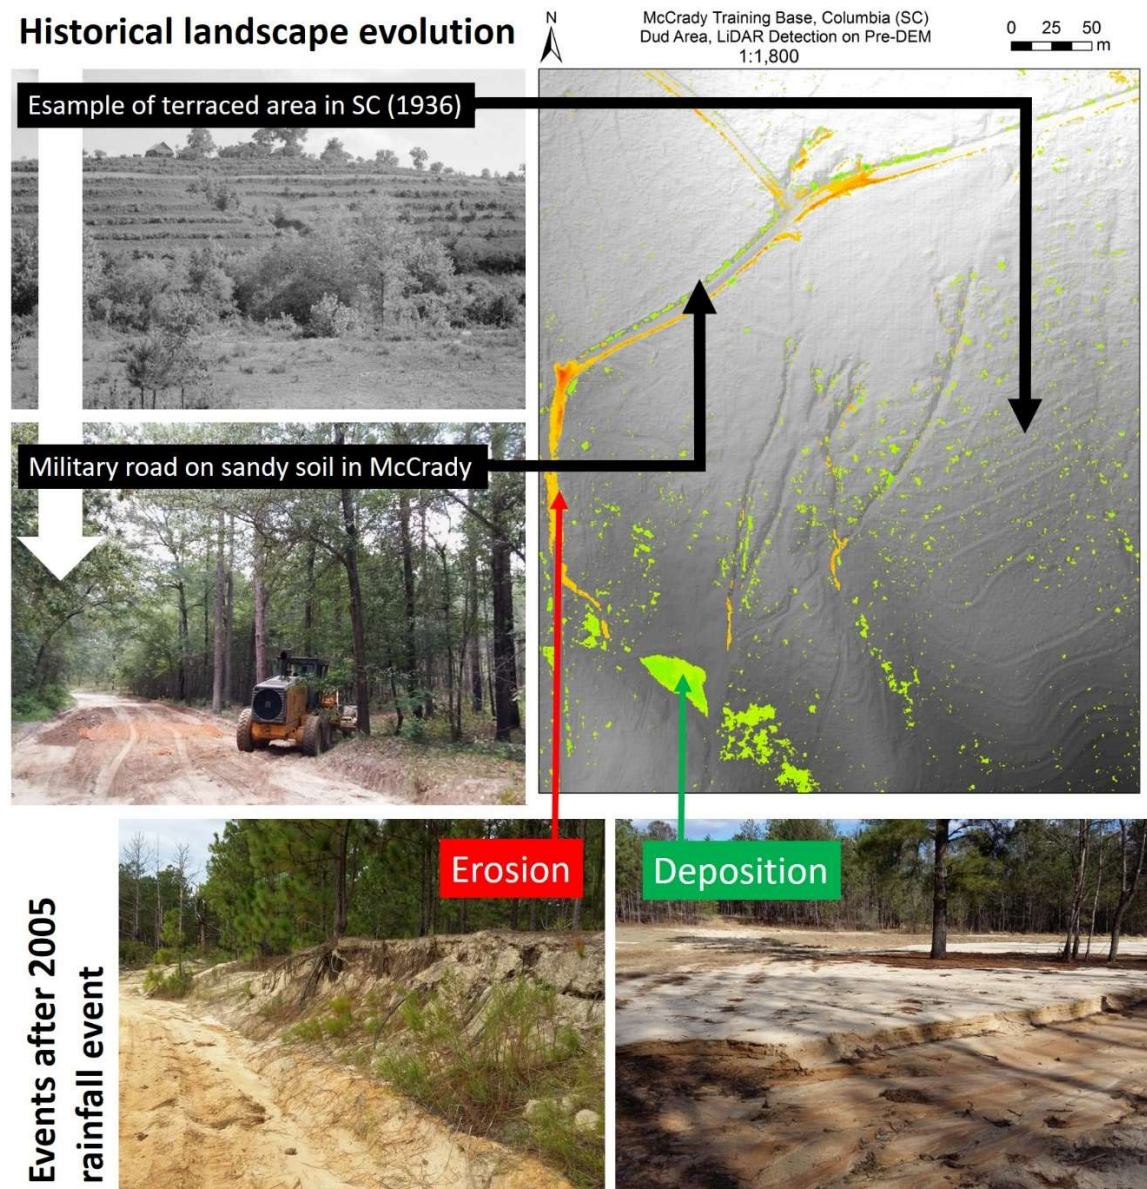 Historical landscape evolution
N
McCrady Training Base, Columbia (SC)
Dud Area, LiDAR Detection on Pre-DEM
1:1,800
0 25 50
m
Esample of terraced area in SC (1936)
Military road on sandy soil in McCrady
Erosion
Deposition
Events after 2005
rainfall event